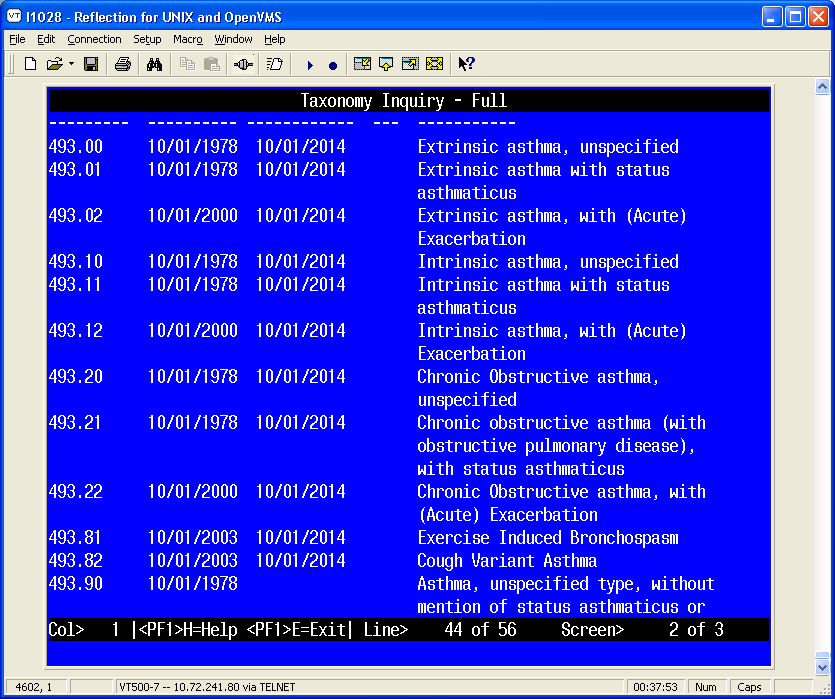 VT I1028 - Reflection for UNIX and OpenVMS
File Edit Connection Setup Macro Window Help
Taxonomy Inquiry - Full
--------- ---------- ------------ --- -----------
493.00 10/01/1978 10/01/2014 Extrinsic asthma, unspecified
493.01 10/01/1978 10/01/2014 Extrinsic asthma with status
asthmaticus
493.02 10/01/2000 10/01/2014 Extrinsic asthma, with (Acute)
Exacerbation
493.10 10/01/1978 10/01/2014 Intrinsic asthma, unspecified
493.11 10/01/1978 10/01/2014 Intrinsic asthma with status
asthmaticus
493.12 10/01/2000 10/01/2014 Intrinsic asthma, with (Acute)
Exacerbation
493.20 10/01/1978 10/01/2014 Chronic Obstructive asthma,
unspecified
493.21 10/01/1978 10/01/2014 Chronic obstructive asthma (with
obstructive pulmonary disease),
with status asthmaticus
493.22 10/01/2000 10/01/2014 Chronic Obstructive asthma, with
(Acute) Exacerbation
493.81 10/01/2003 10/01/2014 Exercise Induced Bronchospasm
493.82 10/01/2003 10/01/2014 Cough Variant Asthma
493.90 10/01/1978 Asthma, unspecified type, without
mention of status asthmaticus or
Col> 1 |<PF1>H=Help <PF1>E=Exit| Line> 44 of 56 Screen> 2 of 3
4602, 1 VT500-7 -- 10.72.241.80 via TELNET 00:37:53 Num Caps